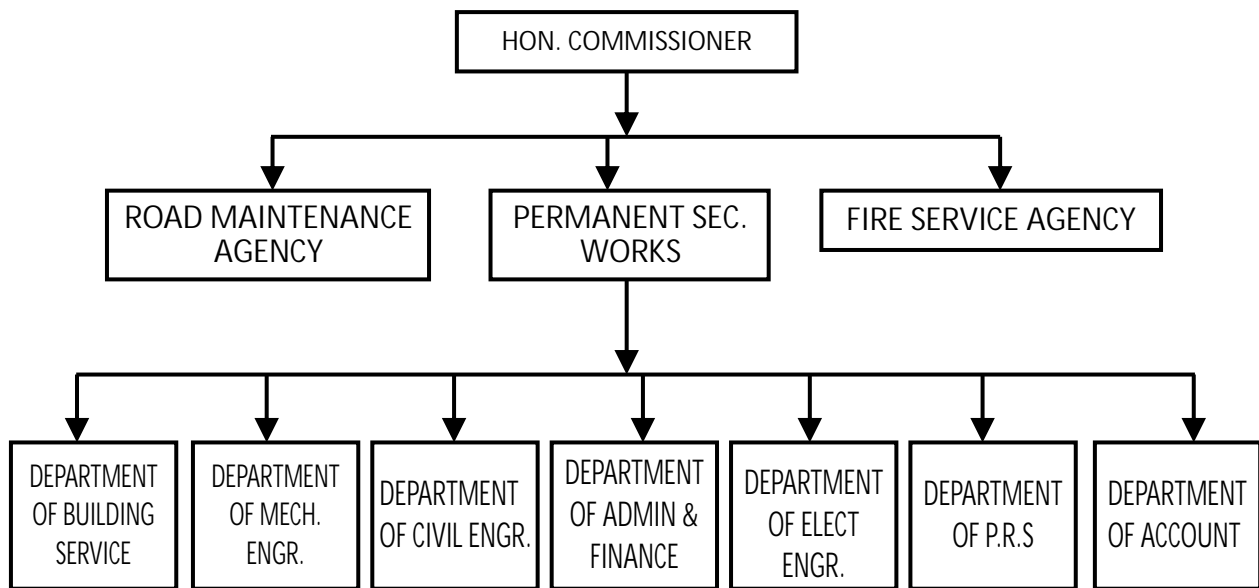 HON. COMMISSIONER
ROAD MAINTENANCE
AGENCY
PERMANENT SEC.
WORKS
FIRE SERVICE AGENCY
DEPARTMENT
OF BUILDING
SERVICE
DEPARTMENT
OF MECH.
ENGR.
DEPARTMENT
OF CIVIL ENGR.
DEPARTMENT
OF ADMIN &
FINANCE
DEPARTMENT
OF ELECT
ENGR.
DEPARTMENT
OF P.R.S
DEPARTMENT
OF ACCOUNT